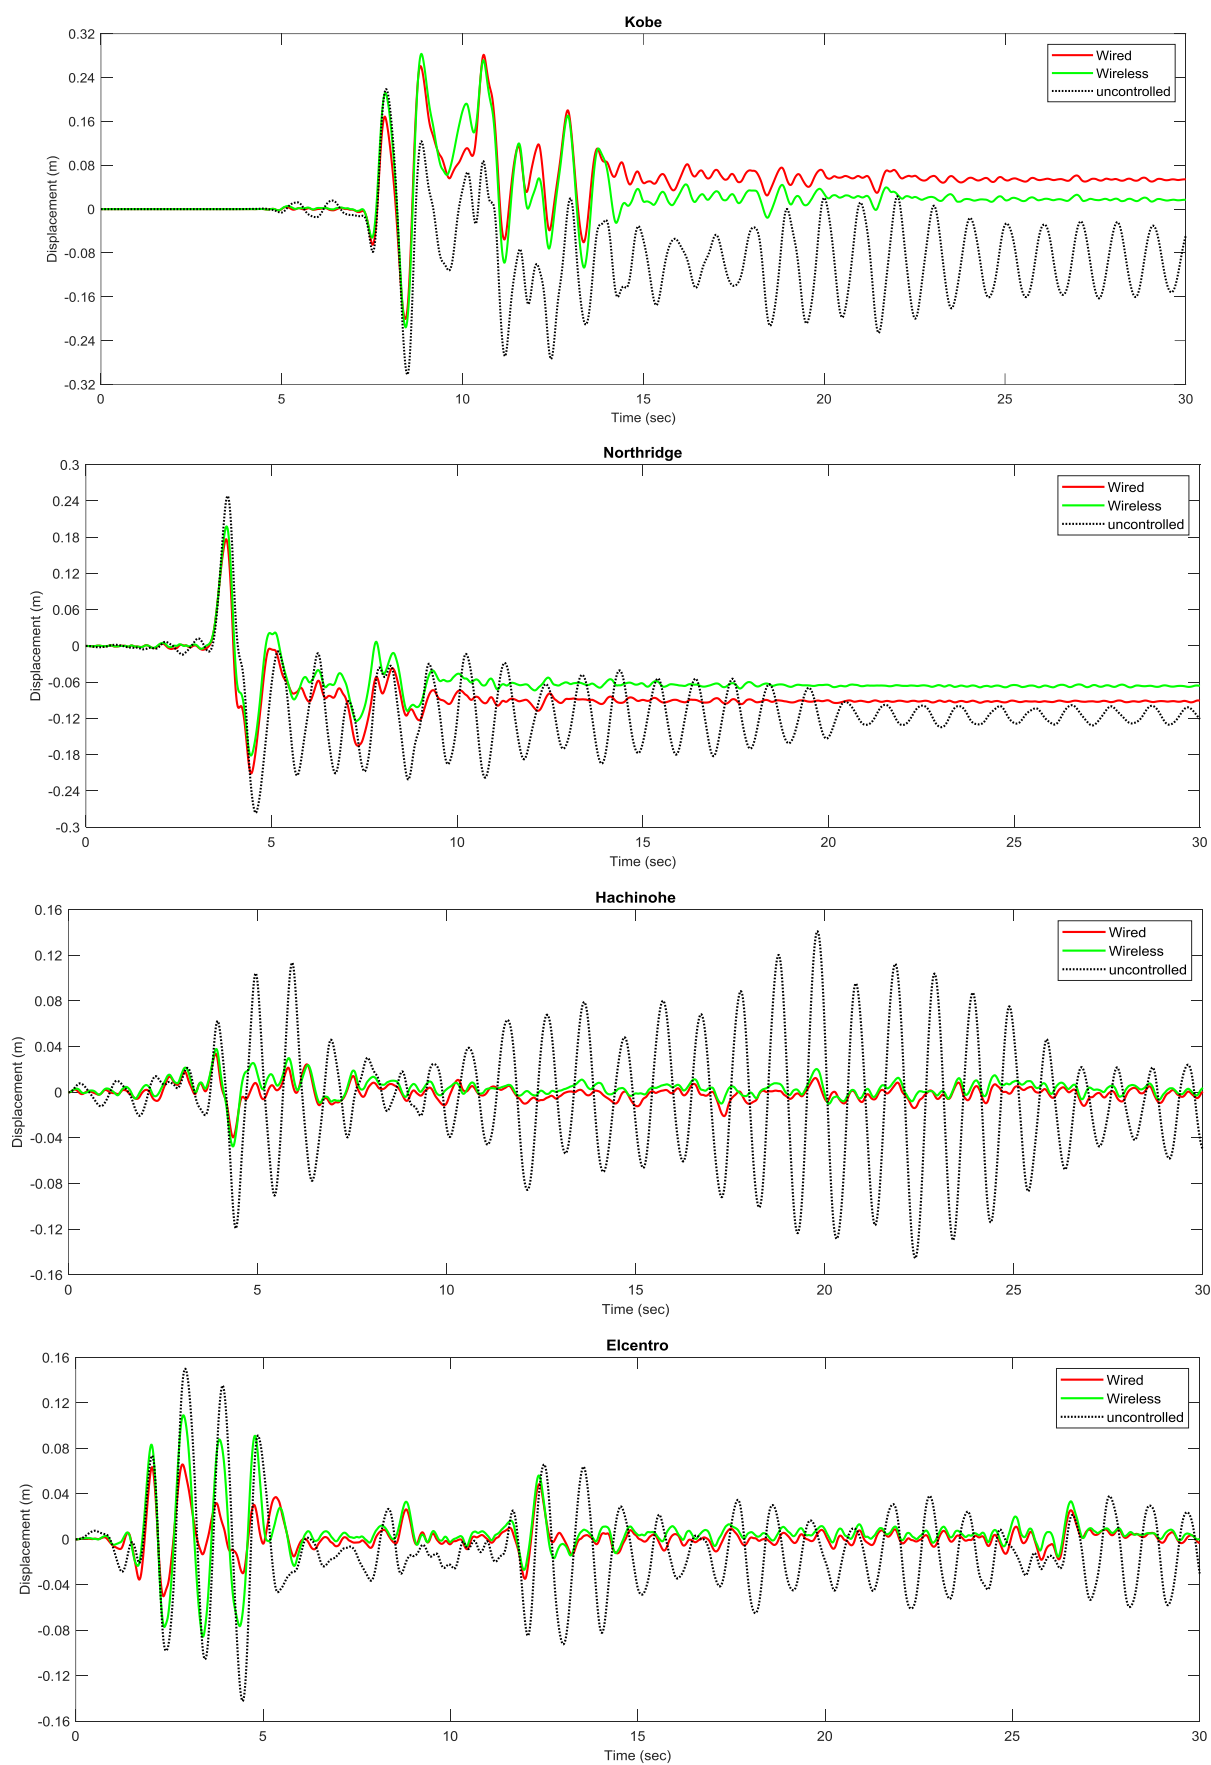 Kobe
0.32
0.24
0.16
0.08
0
-0.08
-0.16
-0.24
-0.32
Displacement (m)
Wired
Wireless
uncontrolled
0 5 10 15 20 25 30
Time (sec)
Northridge
0.3
0.24
0.18
0.12
0.06
0
-0.06
-0.12
-0.18
-0.24
-0.3
Displacement (m)
Wired
Wireless
uncontrolled
0 5 10 15 20 25 30
Time (sec)
Hachinohe
0.16
0.12
0.08
0.04
0
-0.04
-0.08
-0.12
-0.16
Displacement (m)
Wired
Wireless
uncontrolled
0 5 10 15 20 25 30
Time (sec)
Elcentro
0.16
0.12
0.08
0.04
0
-0.04
-0.08
-0.12
-0.16
Displacement (m)
Wired
Wireless
uncontrolled
0 5 10 15 20 25 30
Time (sec)